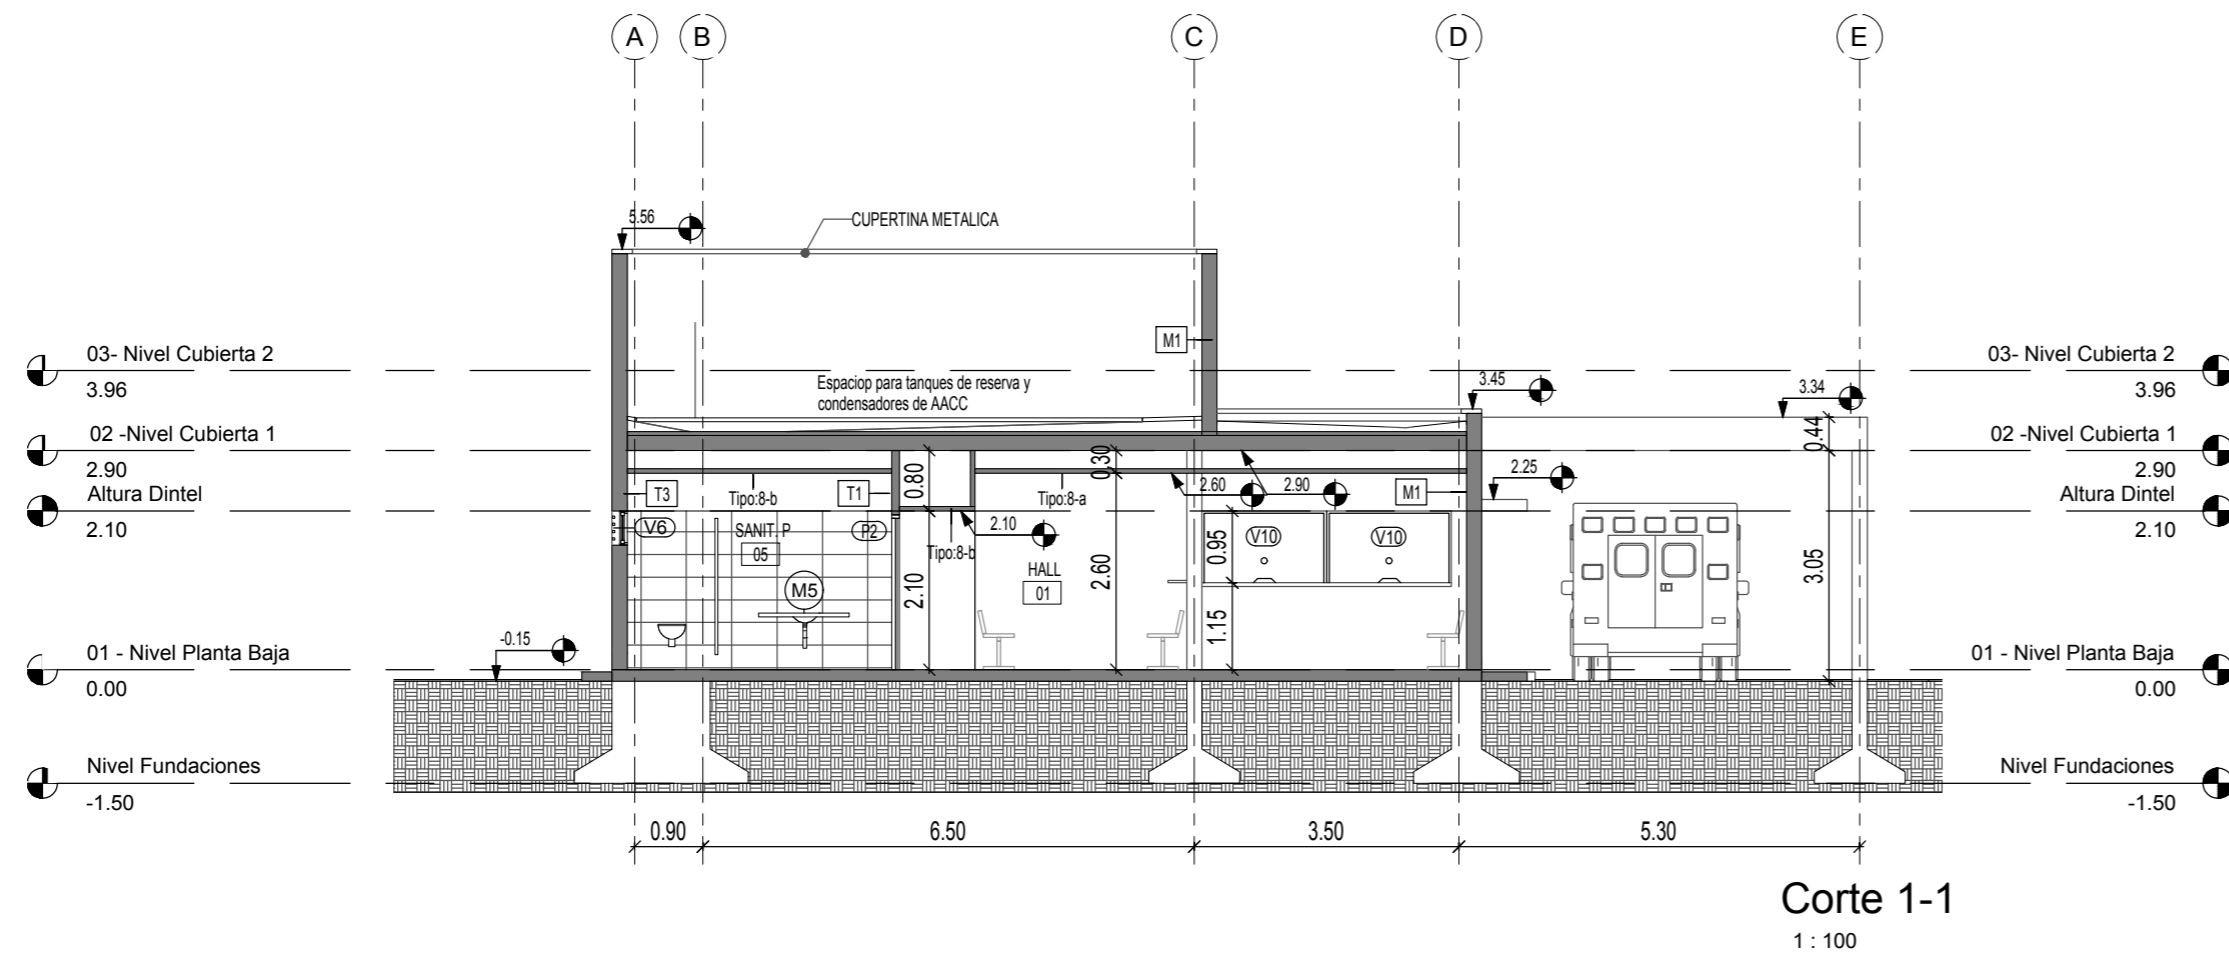 A B C D E
5.56
CUPERTINA METALICA
M1
03- Nivel Cubierta 2
3.96
03- Nivel Cubierta 2
3.96
Espaciop para tanques de reserva y
condensadores de AACC
3.45
3.34
0.44
02 -Nivel Cubierta 1
2.90
02 -Nivel Cubierta 1
2.90
0.80
0.30
2.25
T3
Tipo:8-b
T1
Tipo:8-a
2.60
2.90
M1
Altura Dintel
2.10
Altura Dintel
2.10
V6
SANIT. P
05
P2
2.10
Tipo:8-b
V10
V10
0.95
HALL
01
2.60
3.05
M5
2.10
1.15
-0.15
01 - Nivel Planta Baja
0.00
01 - Nivel Planta Baja
0.00
Nivel Fundaciones
-1.50
Nivel Fundaciones
-1.50
0.90 6.50 3.50 5.30
Corte 1-1
1 : 100